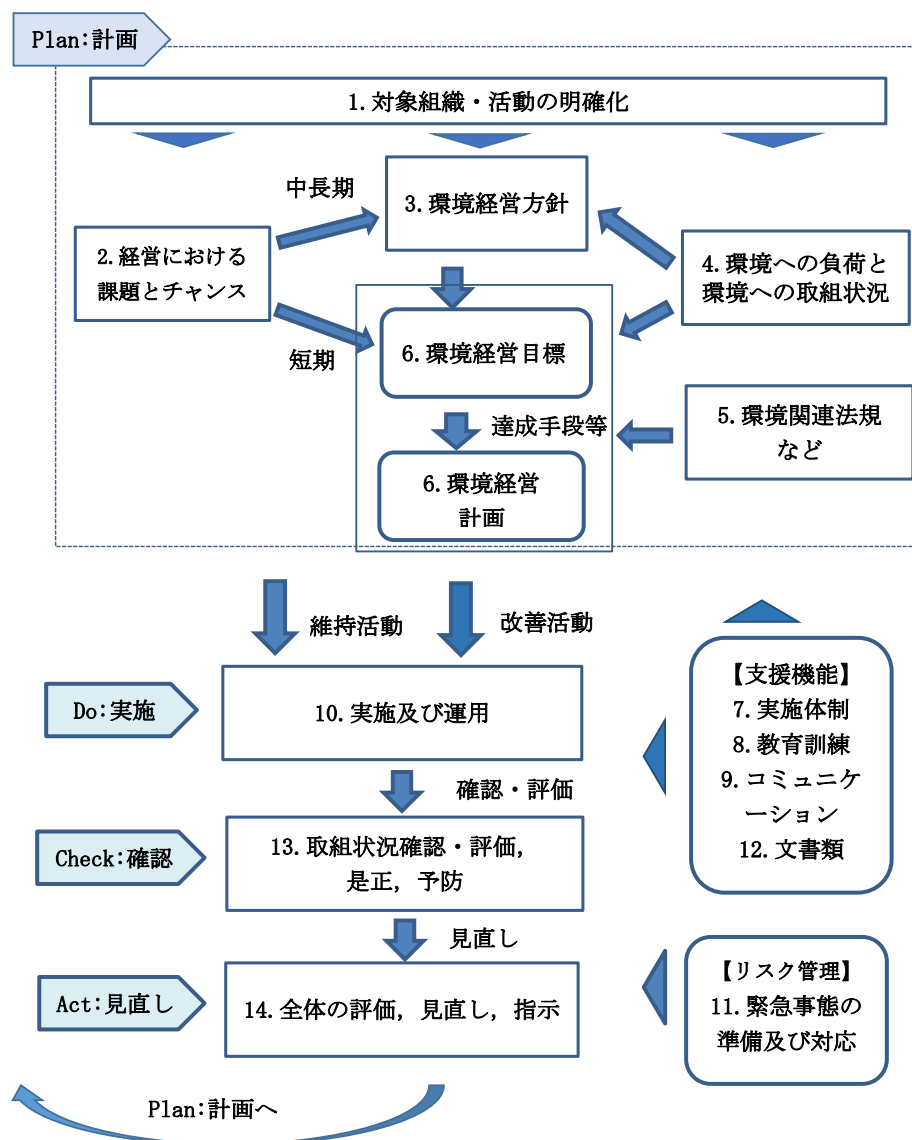 Plan:計画
1.対象組織・活動の明確化
中長期
3.環境経営方針
2.経営における
課題とチャンス
4.環境への負荷と
環境への取組状況
短期
6.環境経営目標
達成手段等
5.環境関連法規
など
6.環境経営
計画
維持活動
改善活動
【支援機能】
7.実施体制
8.教育訓練
9.コミュニケ
ーション
12.文書類
Do:実施
10.実施及び運用
確認・評価
Check:確認
13.取組状況確認・評価,
是正, 予防
見直し
【リスク管理】
11.緊急事態の
準備及び対応
Act:見直し
14.全体の評価, 見直し, 指示
Plan:計画へ